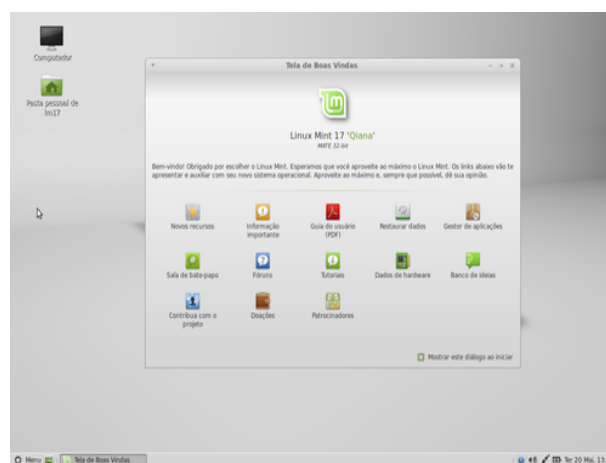 Computador
Pasta pessoal de
lm17
Tela de Boas Vindas
Linux Mint 17 'Qiana'
MATE 32-bit
Bem-vindo! Obrigado por escolher o Linux Mint. Esperamos que você aproveite ao máximo o Linux Mint. Os links abaixo vão te
apresentar e auxiliar com seu novo sistema operacional. Aproveite ao máximo e, sempre que possível, dê sua opinião.
Novos recursos
Informação
importante
Guia do usuário
(PDF)
Restaurar dados
Gestor de aplicações
Sala de bate-papo
Fóruns
Tutoriais
Dados de hardware
Banco de ideias
Contribua com o
projeto
Doações
Patrocinadores
Mostrar este diálogo ao iniciar
Menu
Tela de Boas Vindas
Ter 20 Mai, 13